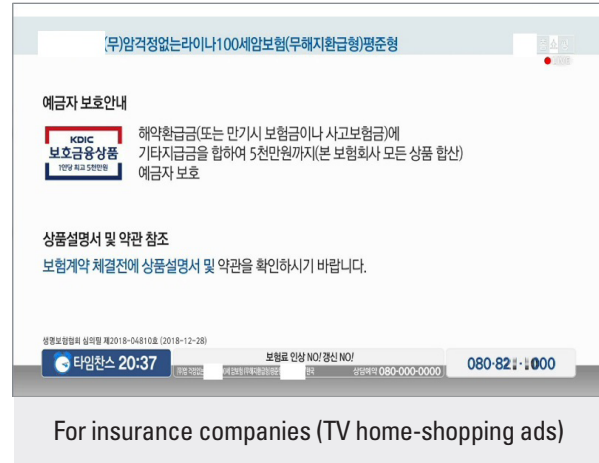 (무)암걱정없는라이나100세암보험(무해지환급형)평준형
예금자 보호안내
KDIC
보호금융상품
1인당 최고 5천만원
해약환급금(또는 만기시 보험금이나 사고보험금)에
기타지급금을 합하여 5천만원까지(본 보험회사 모든 상품 합산)
예금자 보호
상품설명서 및 약관 참조
보험계약 체결전에 상품설명서 및 약관을 확인하시기 바랍니다.
생명보험협회 심의필 제2018-04810호 (2018-12-28)
타임찬스 20:37
보험료 인상 NO! 갱신 NO!
상담예약 080-000-0000
080-82
000
For insurance companies (TV home-shopping ads)